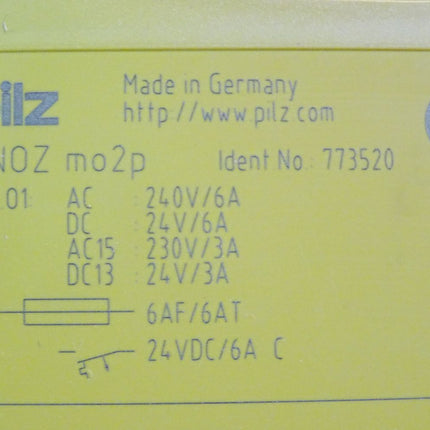 pilz Made in Germany
http://www.pilz.com
NOZ mo2p Ident No.: 773520
.01: AC : 240V/6A
DC : 24V/6A
AC15 : 230V/3A
DC13 : 24V/3A
6AF/6AT
24VDC/6A C